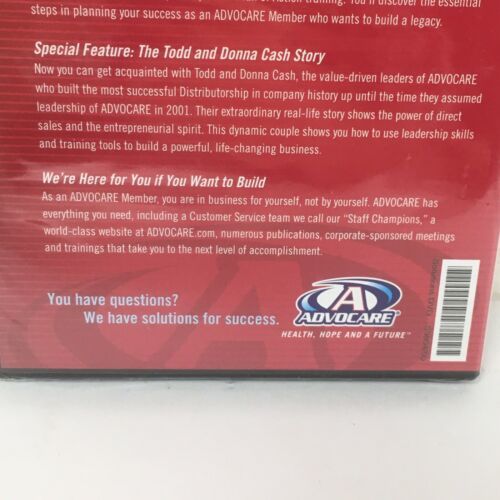 steps in planning your success as an ADVOCARE Member who wants to build a legacy.
Special Feature: The Todd and Donna Cash Story
Now you can get acquainted with Todd and Donna Cash, the value-driven leaders of ADVOCARE
who built the most successful Distributorship in company history up until the time they assumed
leadership of ADVOCARE in 2001. Their extraordinary real-life story shows the power of direct
sales and the entrepreneurial spirit. This dynamic couple shows you how to use leadership skills
and training tools to build a powerful, life-changing business.
We're Here for You if You Want to Build
As an ADVOCARE Member, you are in business for yourself, not by yourself. ADVOCARE has
everything you need, including a Customer Service team we call our "Staff Champions," a
world-class website at ADVOCARE.com, numerous publications, corporate-sponsored meetings
and trainings that take you to the next level of accomplishment.
You have questions?
We have solutions for success.
A
ADVOCARE®
HEALTH, HOPE AND A FUTURE™